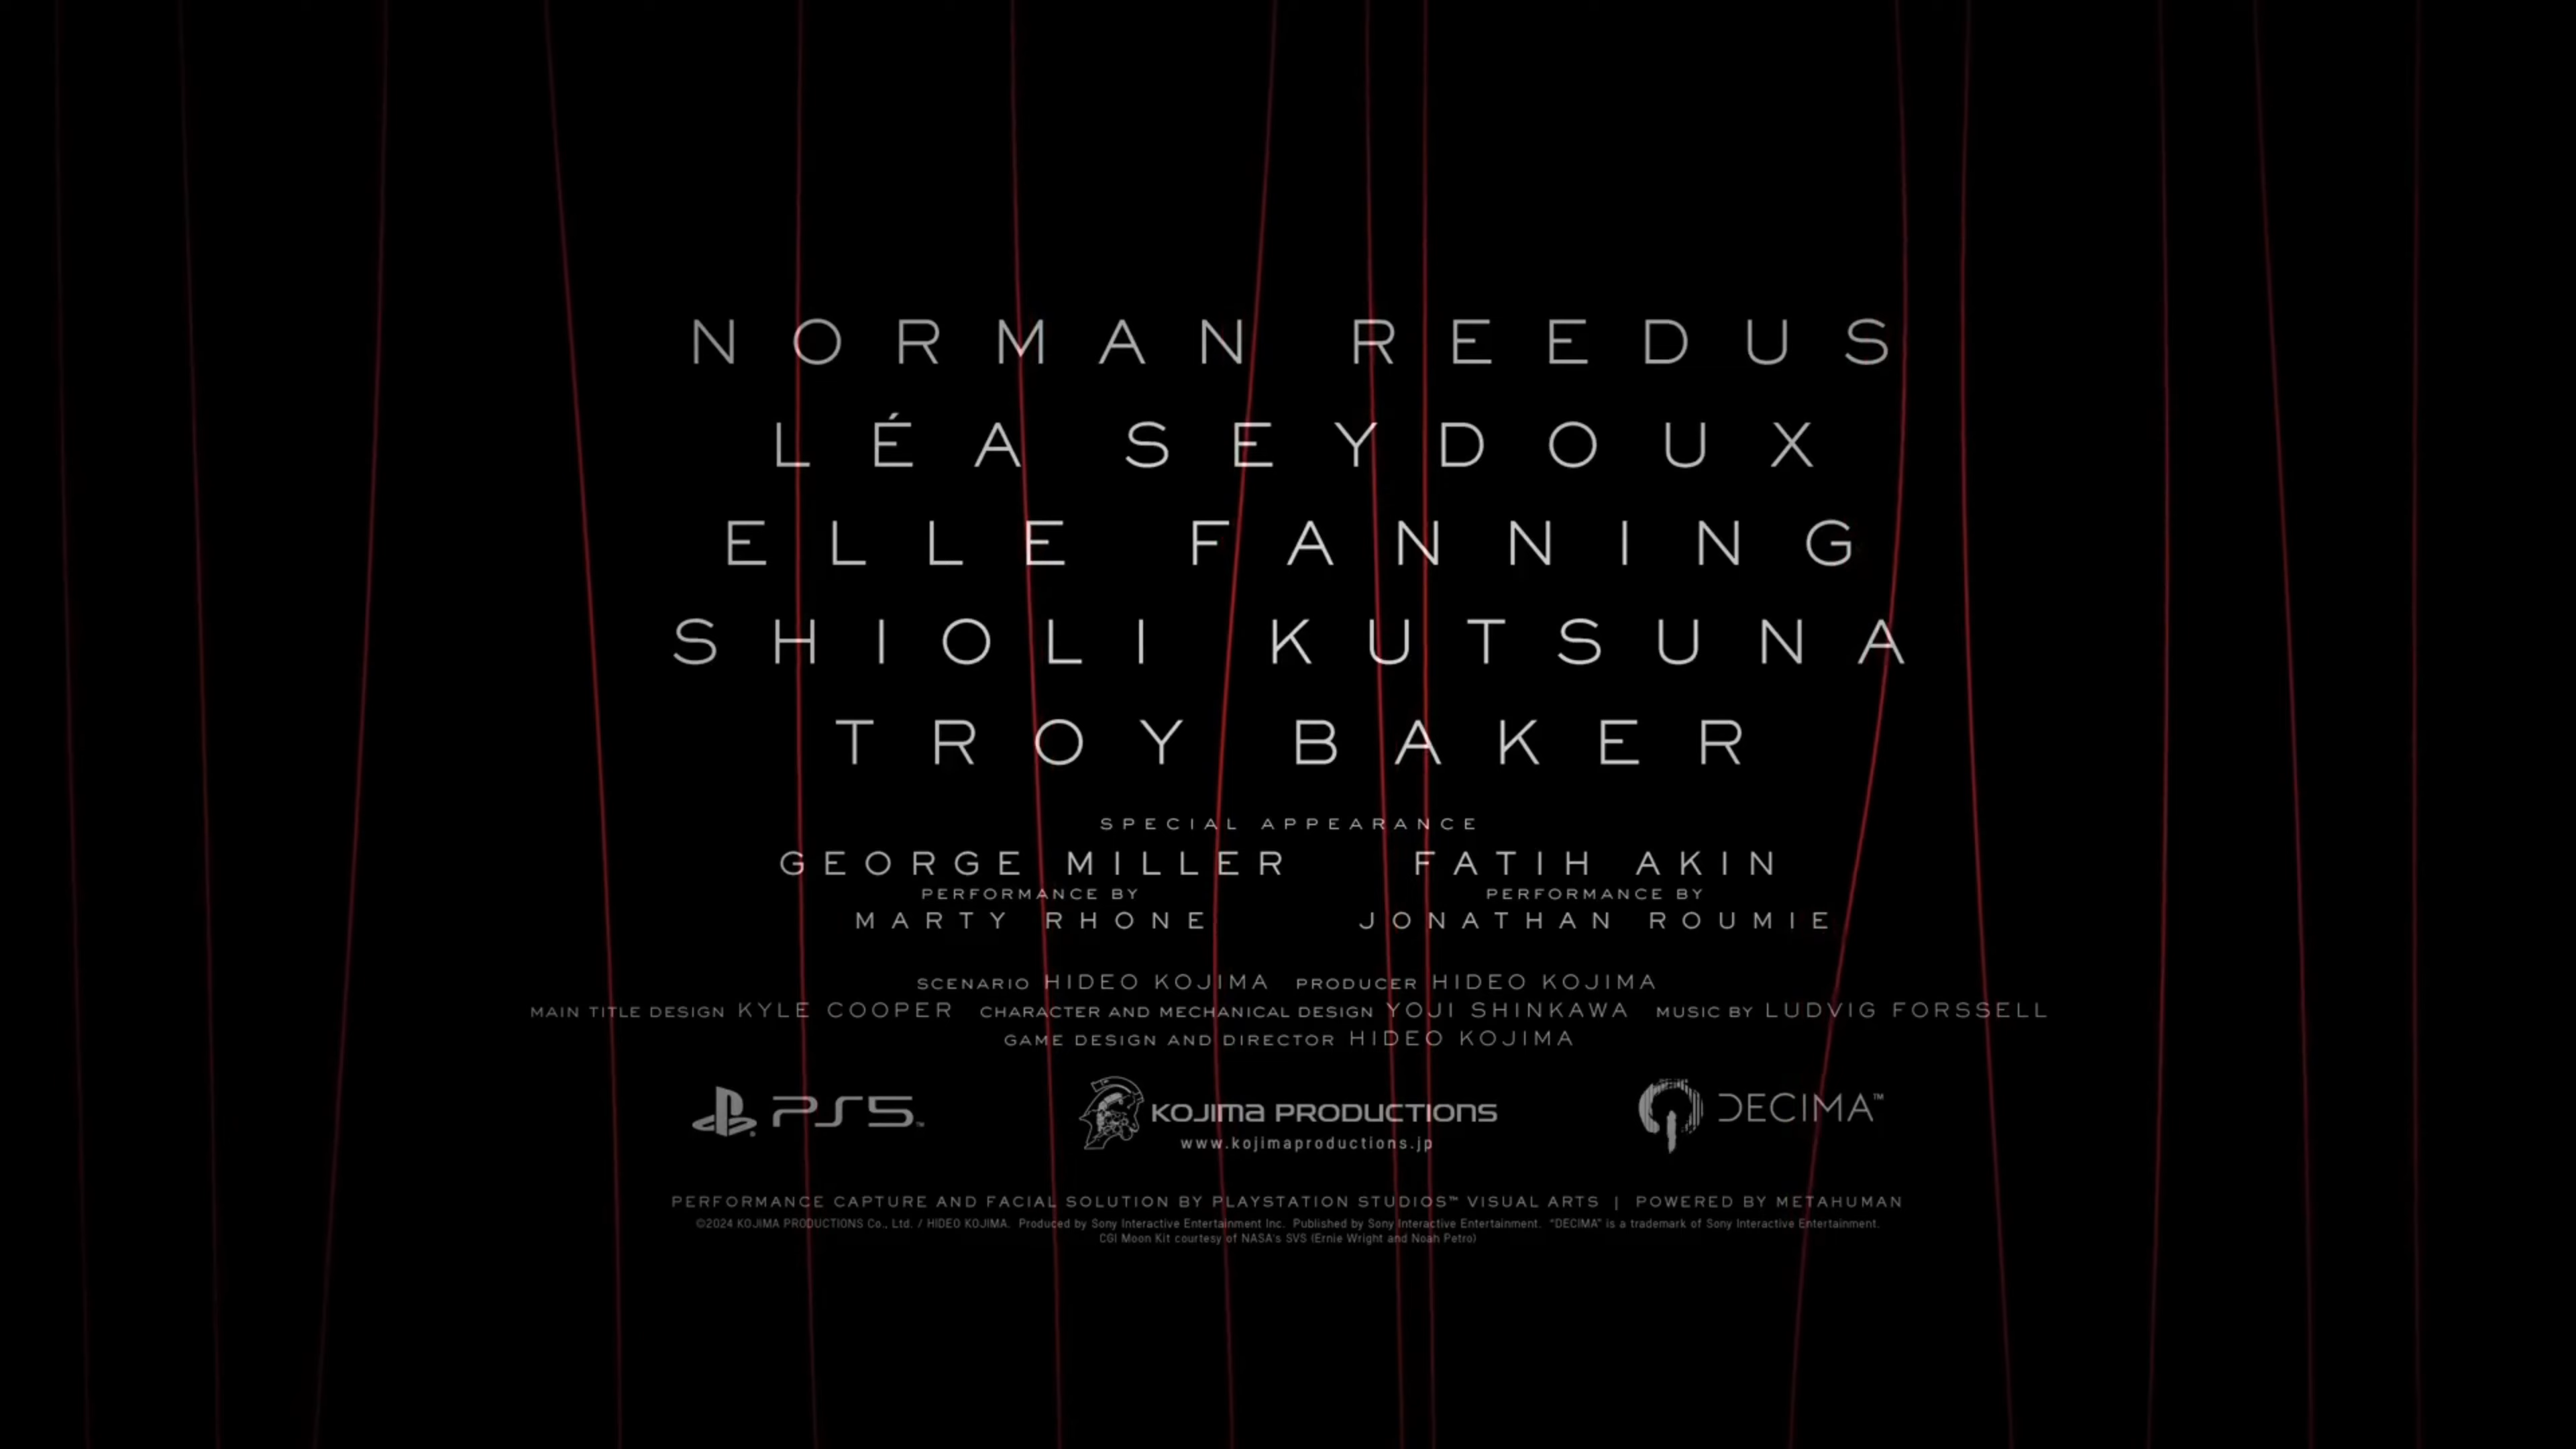 NORMAN REEDUS
LÉA SEYDOUX
ELLE FANNING
SHIOLI KUTSUNA
TROY BAKER
SPECIAL APPEARANCE
GEORGE MILLER FATIH AKIN
PERFORMANCE BY PERFORMANCE BY
MARTY RHONE JONATHAN ROUMIE
SCENARIO HIDEO KOJIMA PRODUCER HIDEO KOJIMA
MAIN TITLE DESIGN KYLE COOPER CHARACTER AND MECHANICAL DESIGN YOJI SHINKAWA MUSIC BY LUDVIG FORSSELL
GAME DESIGN AND DIRECTOR HIDEO KOJIMA
PS5™ KOJIMA PRODUCTIONS DECIMA™
www.kojimaproductions.jp
PERFORMANCE CAPTURE AND FACIAL SOLUTION BY PLAYSTATION STUDIOS™ VISUAL ARTS | POWERED BY METAHUMAN
©2024 KOJIMA PRODUCTIONS Co., Ltd. / HIDEO KOJIMA. Produced by Sony Interactive Entertainment Inc. Published by Sony Interactive Entertainment. "DECIMA" is a trademark of Sony Interactive Entertainment.
CGI Moon Kit courtesy of NASA's SVS (Ernie Wright and Noah Petro)